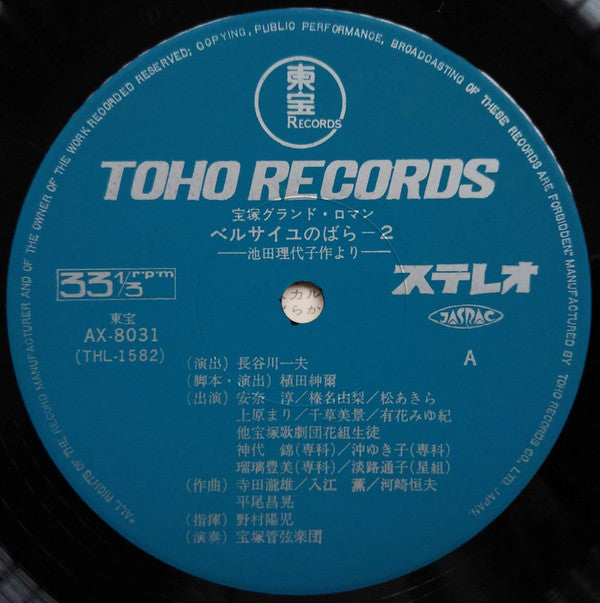 "ALL RIGHTS OF THE RECORD MANUFACTURER AND OF THE OWNER OF THE WORK RECORDED RESERVED; COPYING, PUBLIC PERFORMANCE, BROADCASTING OF THESE RECORDS ARE FORBIDDEN" MANUFACTURED BY TOHO RECORDS CO., LTD. JAPAN.
東宝
RECORDS
TOHO RECORDS
宝塚グランド・ロマン
ベルサイユのばら－2
──池田理代子作より──
33 1/3 r.p.m
ステレオ
JASRAC
東宝
AX-8031
(THL-1582)
A
カル
らか
(演出) 長谷川一夫
(脚本・演出) 植田紳爾
(出演) 安奈 淳/榛名由梨/松あきら
上原まり/千草美景/有花みゆ紀
他宝塚歌劇団花組生徒
神代 錦(専科)/沖ゆき子(専科)
瑠璃豊美(専科)/淡路通子(星組)
(作曲) 寺田瀧雄/入江 薫/河崎恒夫
平尾昌晃
(指揮) 野村陽児
(演奏) 宝塚管弦楽団